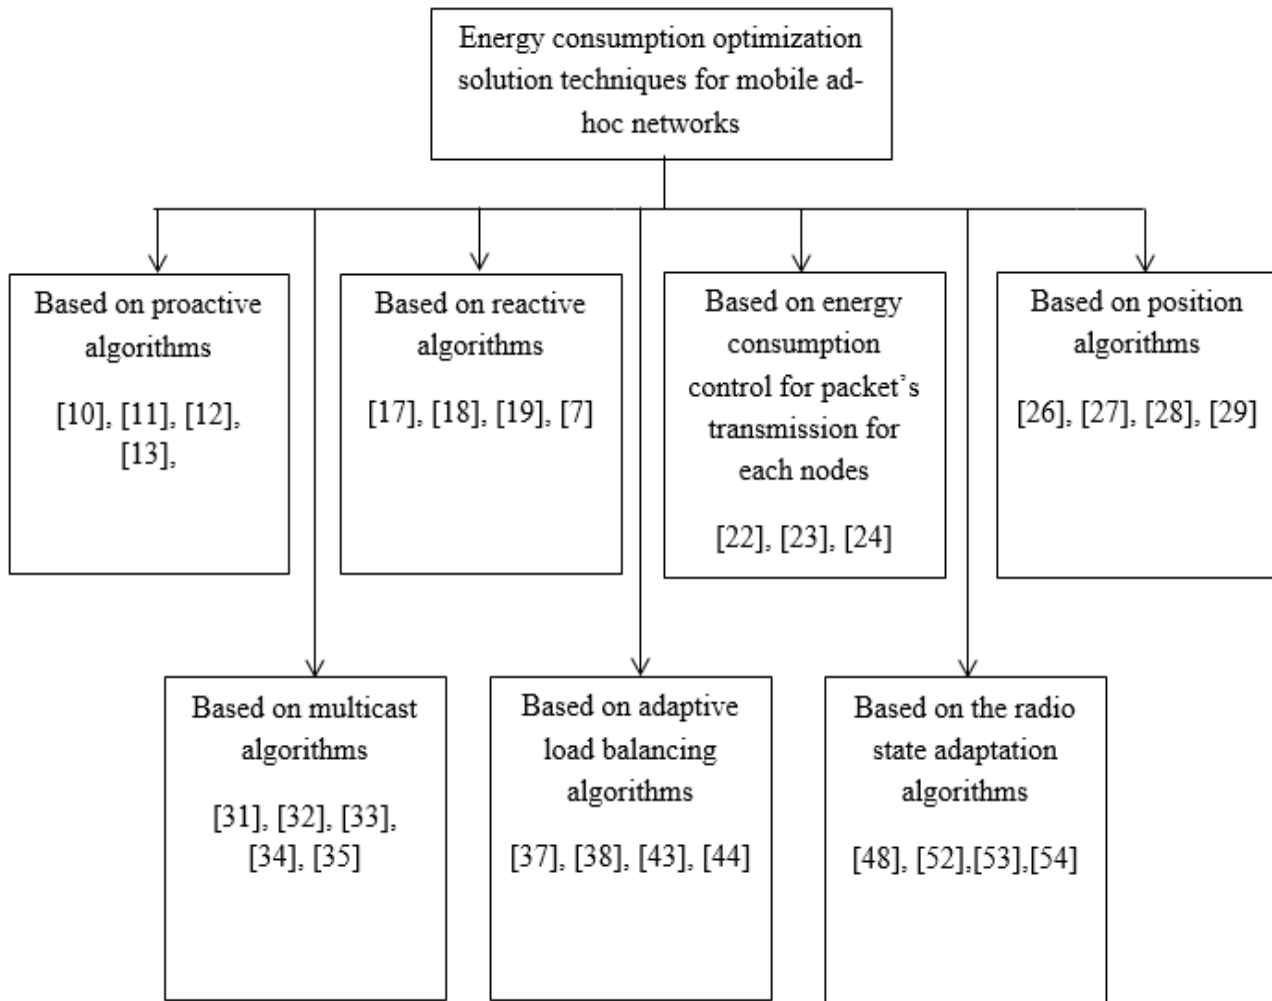 Energy consumption optimization
solution techniques for mobile ad-
hoc networks
Based on proactive
algorithms
[10], [11], [12],
[13],
Based on reactive
algorithms
[17], [18], [19], [7]
Based on energy
consumption
control for packet’s
transmission for
each nodes
[22], [23], [24]
Based on position
algorithms
[26], [27], [28], [29]
Based on multicast
algorithms
[31], [32], [33],
[34], [35]
Based on adaptive
load balancing
algorithms
[37], [38], [43], [44]
Based on the radio
state adaptation
algorithms
[48], [52],[53],[54]